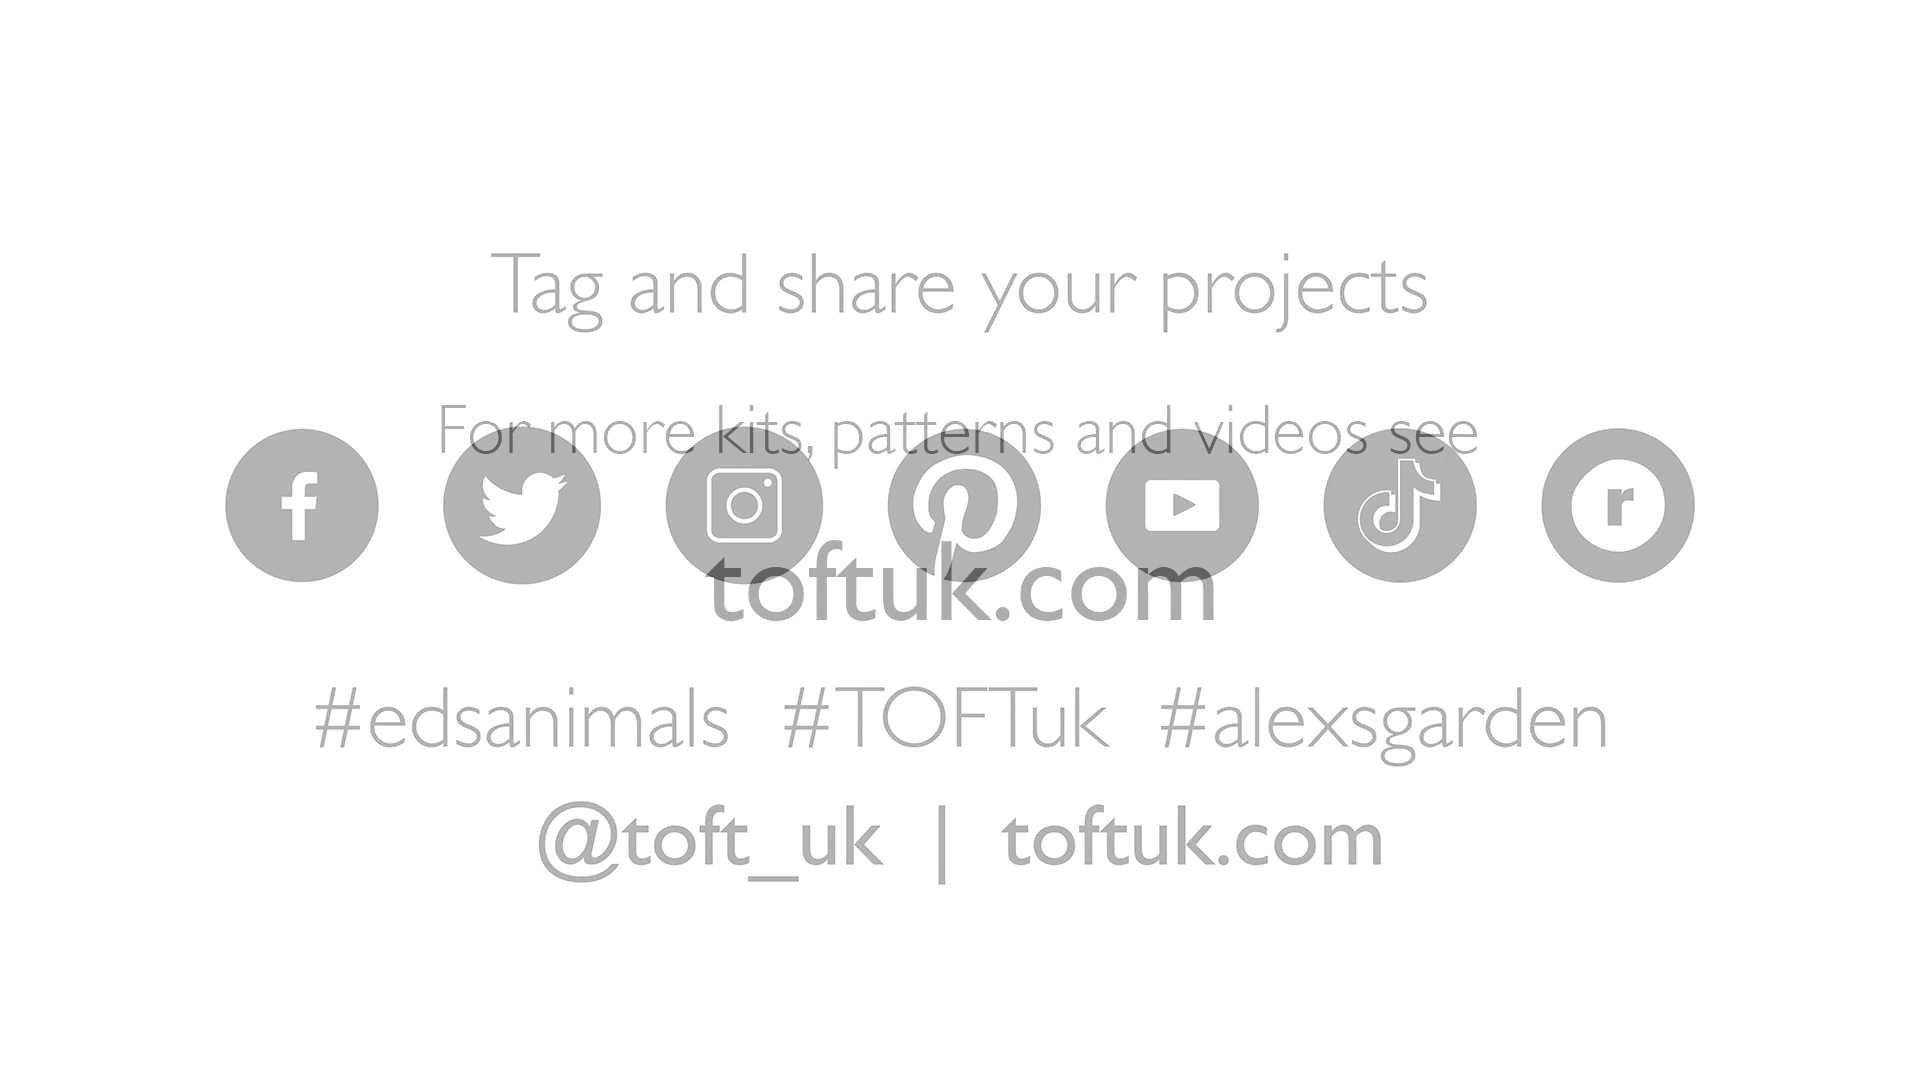 Tag and share your projects
For more kits, patterns and videos see
f r
toftuk.com
#edsanimals #TOFTuk #alexsgarden
@toft_uk | toftuk.com